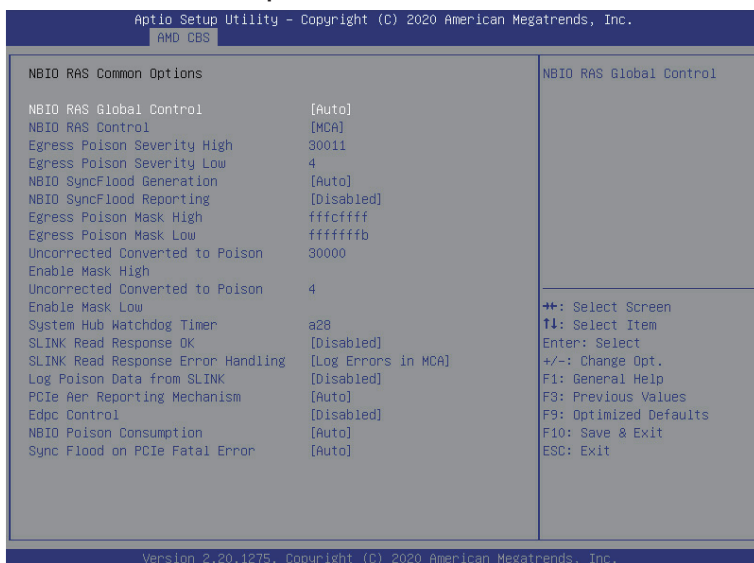 Aptio Setup Utility – Copyright (C) 2020 American Megatrends, Inc.
AMD CBS
NBIO RAS Common Options
NBIO RAS Global Control [Auto]
NBIO RAS Control [MCA]
Egress Poison Severity High 30011
Egress Poison Severity Low 4
NBIO SyncFlood Generation [Auto]
NBIO SyncFlood Reporting [Disabled]
Egress Poison Mask High fffcffff
Egress Poison Mask Low fffffffb
Uncorrected Converted to Poison 30000
Enable Mask High
Uncorrected Converted to Poison 4
Enable Mask Low
System Hub Watchdog Timer a28
SLINK Read Response OK [Disabled]
SLINK Read Response Error Handling [Log Errors in MCA]
Log Poison Data from SLINK [Disabled]
PCIe Aer Reporting Mechanism [Auto]
Edpc Control [Disabled]
NBIO Poison Consumption [Auto]
Sync Flood on PCIe Fatal Error [Auto]
NBIO RAS Global Control
→←: Select Screen
↑↓: Select Item
Enter: Select
+/-: Change Opt.
F1: General Help
F3: Previous Values
F9: Optimized Defaults
F10: Save & Exit
ESC: Exit
Version 2.20.1275. Copyright (C) 2020 American Megatrends, Inc.